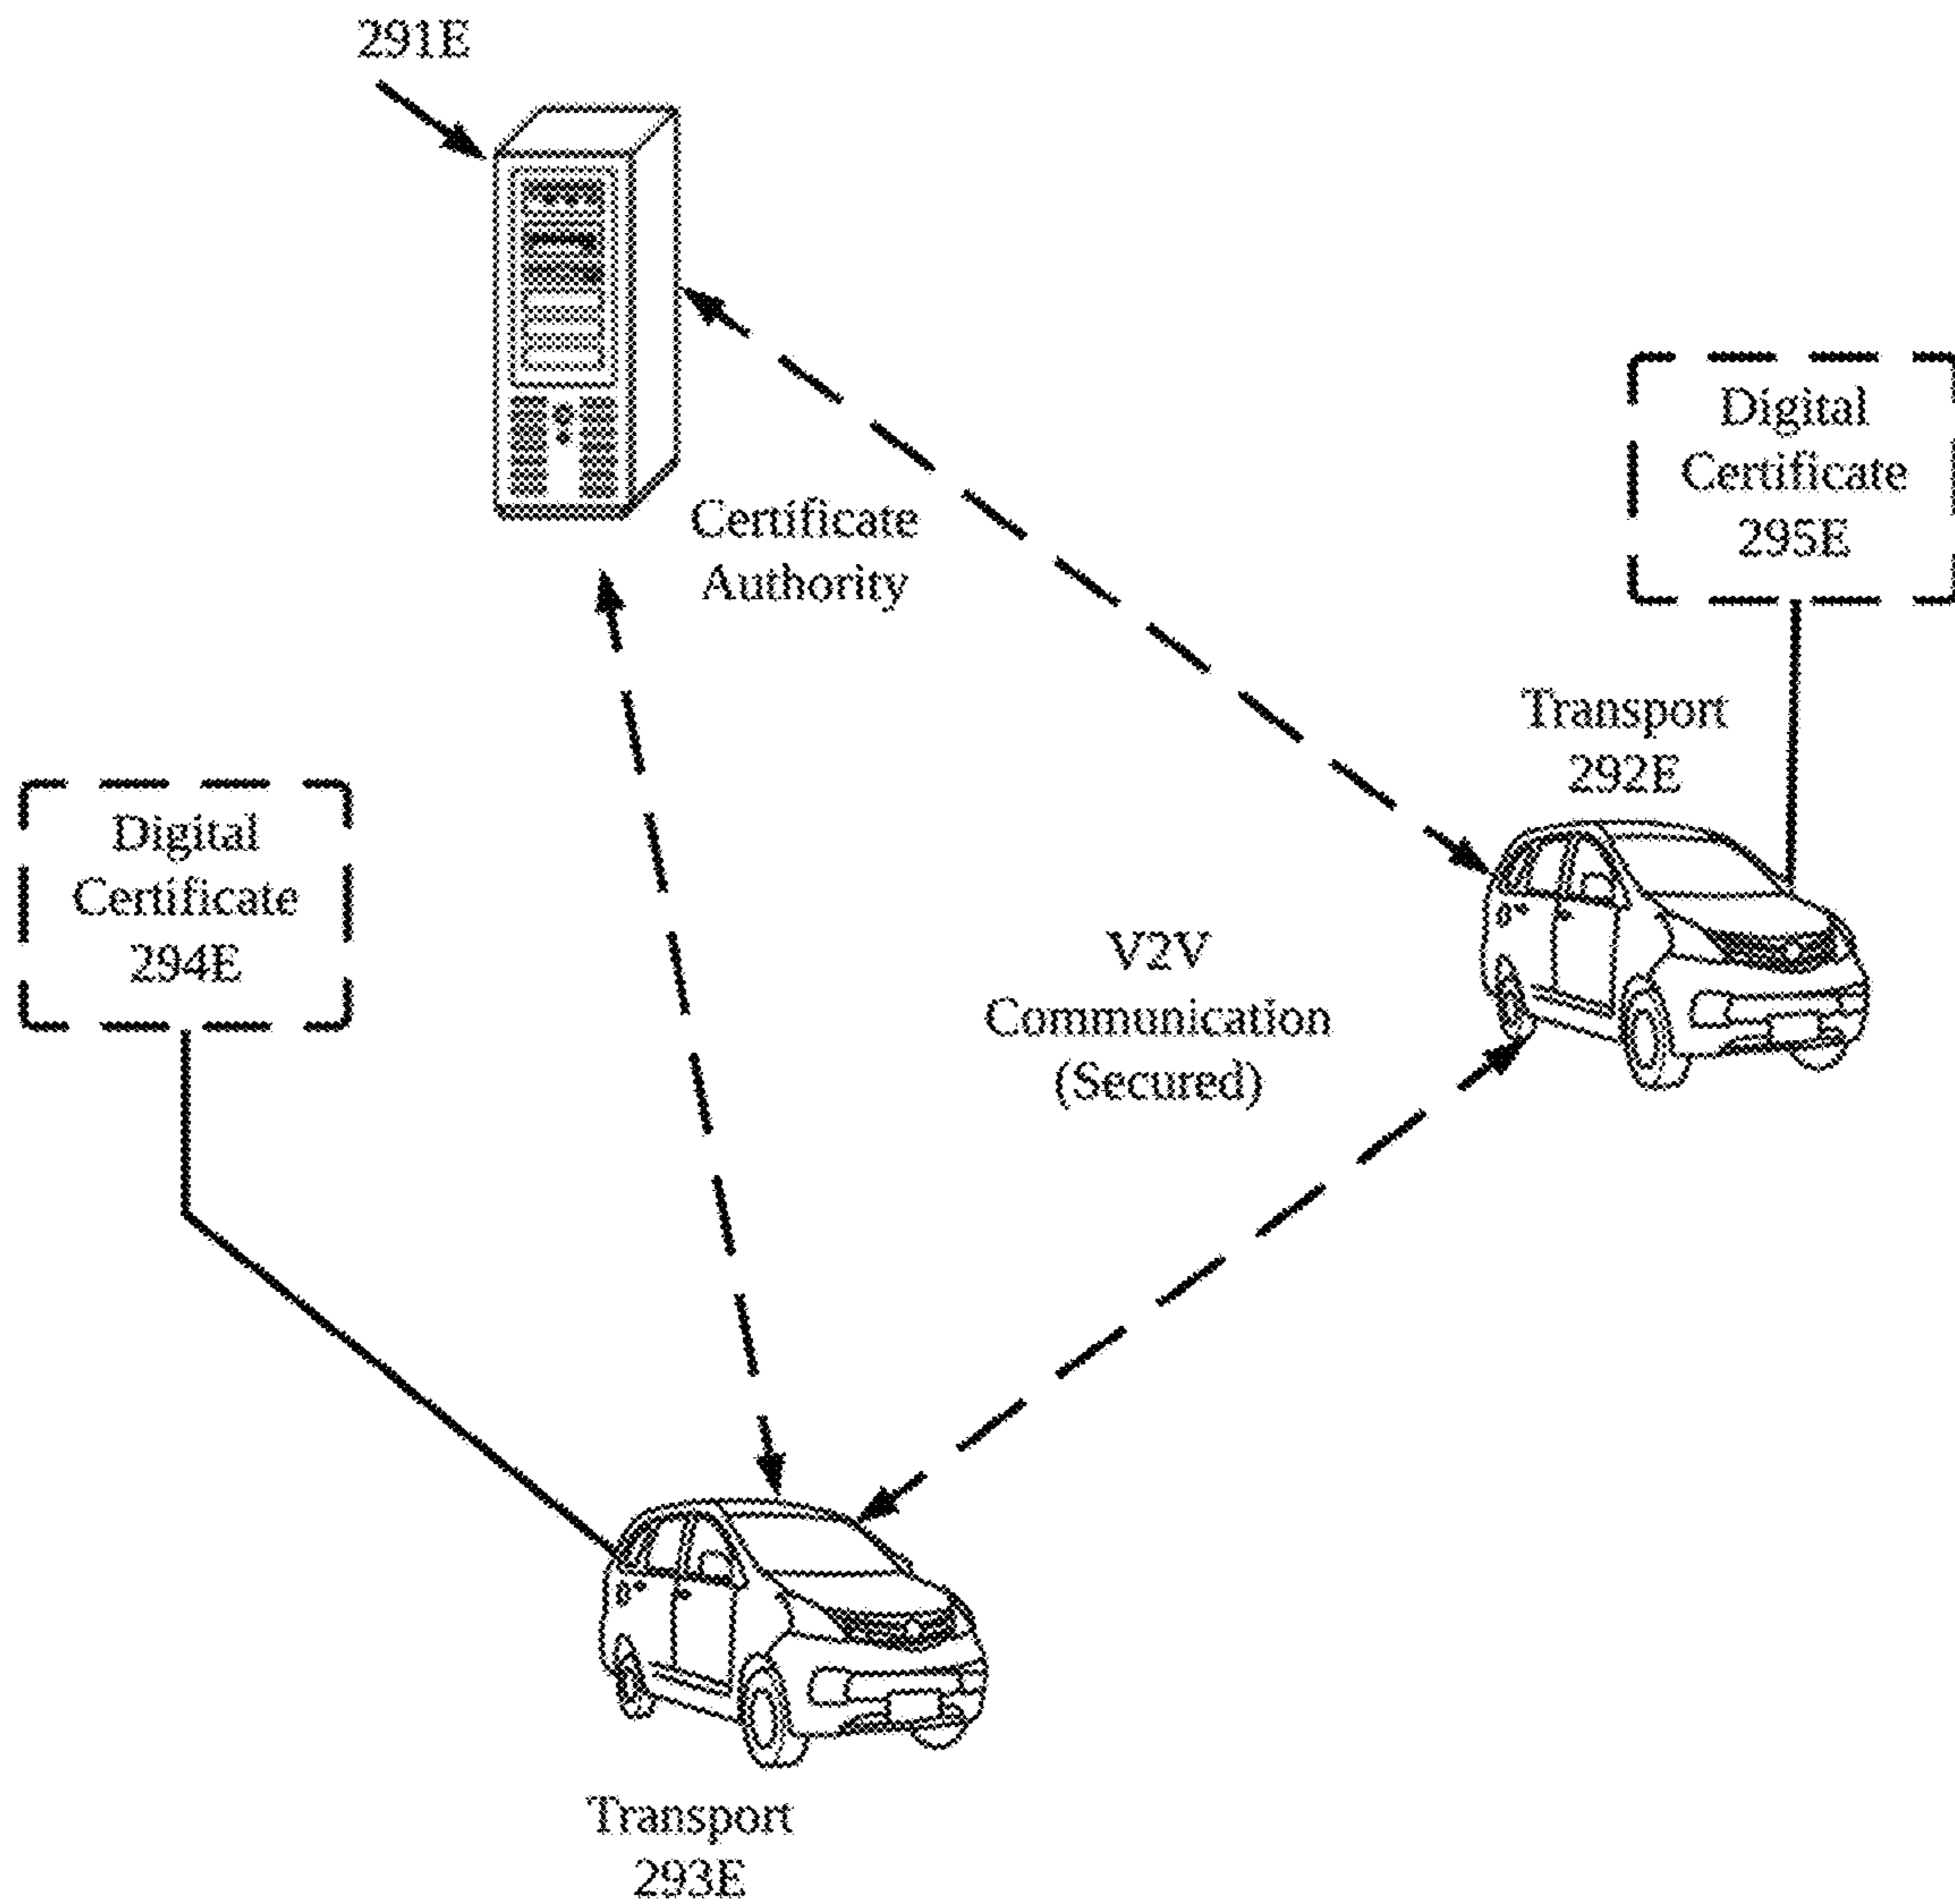 291E
Certificate
Authority
Digital
Certificate
295E
Transport
292E
Digital
Certificate
294E
V2V
Communication
(Secured)
Transport
293E